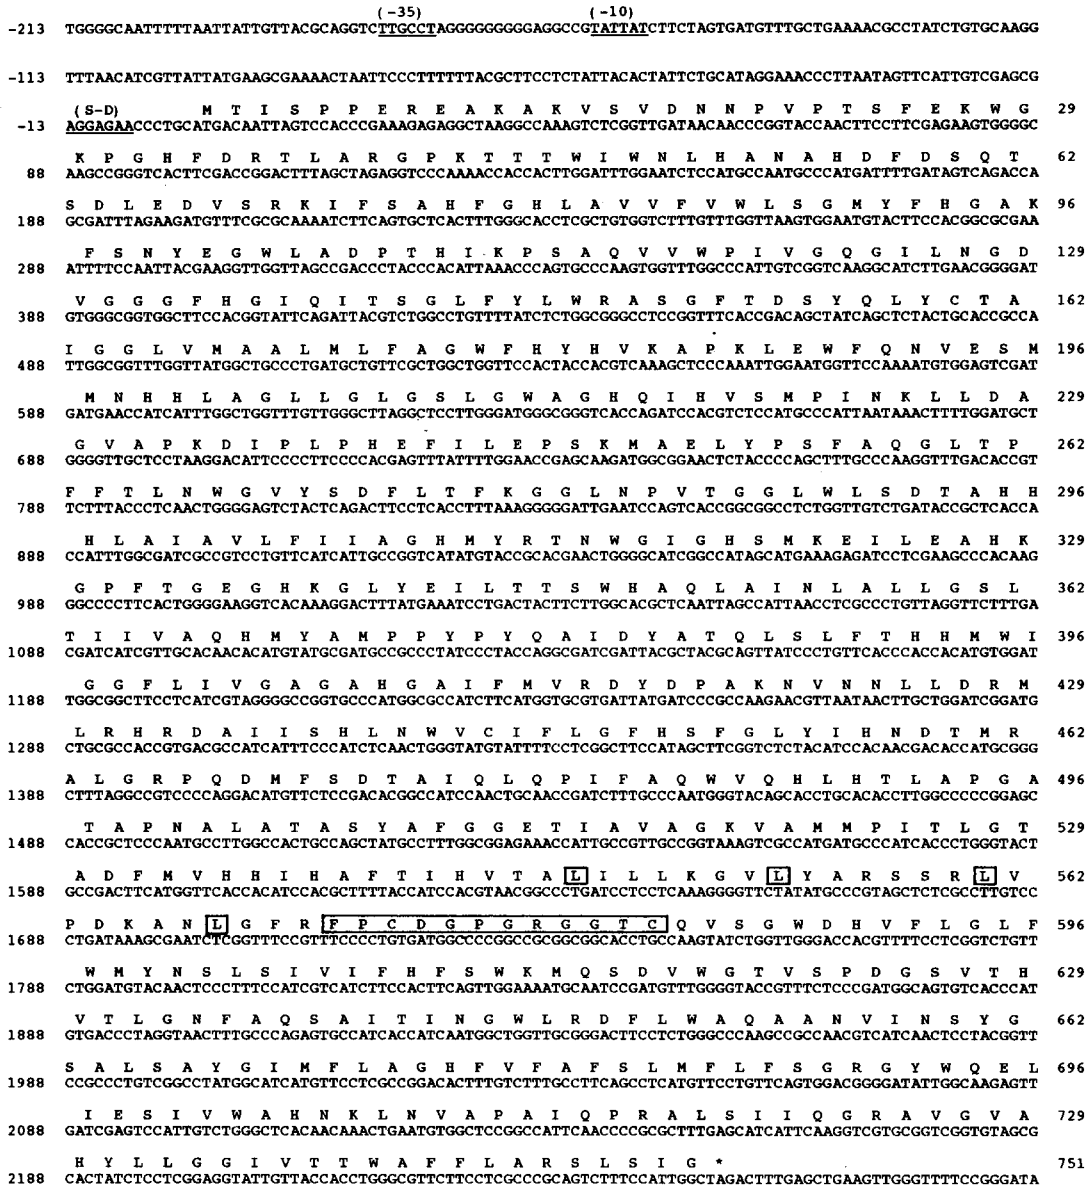 (-35) (-10)
-213 TGGGGCAATTTTTAATTATTGTTACGCAGGTCTTGCCTAGGGGGGGGGAGGCCGTATTATCTTCTAGTGATGTTTGCTGAAAACGCCTATCTGTGCAAGG
-113 TTTAACATCGTTATTATGAAGCGAAAACTAATTCCCTTTTTTACGCTTCCTCTATTACACTATTCTGCATAGGAAACCCTTAATAGTTCATTGTCGAGCG
(S-D) M T I S P P E R E A K A K V S V D N N P V P T S F E K W G 29
-13 AGGAGAACCCTGCATGACAATTAGTCCACCCGAAAGAGAGGCTAAGGCCAAAGTCTCGGTTGATAACAACCCGGTACCAACTTCCTTCGAGAAGTGGGGC
K P G H F D R T L A R G P K T T T W I W N L H A N A H D F D S Q T 62
88 AAGCCGGGTCACTTCGACCGGACTTTAGCTAGAGGTCCCAAAACCACCACTTGGATTTGGAATCTCCATGCCAATGCCCATGATTTTGATAGTCAGACCA
S D L E D V S R K I F S A H F G H L A V V F V W L S G M Y F H G A K 96
188 GCGATTTAGAAGATGTTTCGCGCAAAATCTTCAGTGCTCACTTTGGGCACCTCGCTGTGGTCTTTGTTTGGTTAAGTGGAATGTACTTCCACGGCGCGAA
F S N Y E G W L A D P T H I K P S A Q V V W P I V G Q G I L N G D 129
288 ATTTTCCAATTACGAAGGTTGGTTAGCCGACCCTACCCACATTAAACCCAGTGCCCAAGTGGTTTGGCCCATTGTCGGTCAAGGCATCTTGAACGGGGAT
V G G G F H G I Q I T S G L F Y L W R A S G F T D S Y Q L Y C T A 162
388 GTGGGCGGTGGCTTCCACGGTATTCAGATTACGTCTGGCCTGTTTTATCTCTGGCGGGCCTCCGGTTTCACCGACAGCTATCAGCTCTACTGCACCGCCA
I G G L V M A A L M L F A G W F H Y H V K A P K L E W F Q N V E S M 196
488 TTGGCGGTTTGGTTATGGCTGCCCTGATGCTGTTCGCTGGCTGGTTCCACTACCACGTCAAAGCTCCCAAATTGGAATGGTTCCAAAATGTGGAGTCGAT
M N H H L A G L L G L G S L G W A G H Q I H V S M P I N K L L D A 229
588 GATGAACCATCATTTGGCTGGTTTGTTGGGCTTAGGCTCCTTGGGATGGGCGGGTCACCAGATCCACGTCTCCATGCCCATTAATAAACTTTTGGATGCT
G V A P K D I P L P H E F I L E P S K M A E L Y P S F A Q G L T P 262
688 GGGGTTGCTCCTAAGGACATTCCCCTTCCCCACGAGTTTATTTTGGAACCGAGCAAGATGGCGGAACTCTACCCCAGCTTTGCCCAAGGTTTGACACCGT
F F T L N W G V Y S D F L T F K G G L N P V T G G L W L S D T A H H 296
788 TCTTTACCCTCAACTGGGGAGTCTACTCAGACTTCCTCACCTTTAAAGGGGGATTGAATCCAGTCACCGGCGGCCTCTGGTTGTCTGATACCGCTCACCA
H L A I A V L F I I A G H M Y R T N W G I G H S M K E I L E A H K 329
888 CCATTTGGCGATCGCCGTCCTGTTCATCATTGCCGGTCATATGTACCGCACGAACTGGGGCATCGGCCATAGCATGAAAGAGATCCTCGAAGCCCACAAG
G P F T G E G H K G L Y E I L T T S W H A Q L A I N L A L L G S L 362
988 GGCCCCTTCACTGGGGAAGGTCACAAAGGACTTTATGAAATCCTGACTACTTCTTGGCACGCTCAATTAGCCATTAACCTCGCCCTGTTAGGTTCTTTGA
T I I V A Q H M Y A M P P Y P Y Q A I D Y A T Q L S L F T H H M W I 396
1088 CGATCATCGTTGCACAACACATGTATGCGATGCCGCCCTATCCCTACCAGGCGATCGATTACGCTACGCAGTTATCCCTGTTCACCCACCACATGTGGAT
G G F L I V G A G A H G A I F M V R D Y D P A K N V N N L L D R M 429
1188 TGGCGGCTTCCTCATCGTAGGGGCCGGTGCCCATGGCGCCATCTTCATGGTGCGTGATTATGATCCCGCCAAGAACGTTAATAACTTGCTGGATCGGATG
L R H R D A I I S H L N W V C I F L G F H S F G L Y I H N D T M R 462
1288 CTGCGCCACCGTGACGCCATCATTTCCCATCTCAACTGGGTATGTATTTTCCTCGGCTTCCATAGCTTCGGTCTCTACATCCACAACGACACCATGCGGG
A L G R P Q D M F S D T A I Q L Q P I F A Q W V Q H L H T L A P G A 496
1388 CTTTAGGCCGTCCCCAGGACATGTTCTCCGACACGGCCATCCAACTGCAACCGATCTTTGCCCAATGGGTACAGCACCTGCACACCTTGGCCCCCGGAGC
T A P N A L A T A S Y A F G G E T I A V A G K V A M M P I T L G T 529
1488 CACCGCTCCCAATGCCTTGGCCACTGCCAGCTATGCCTTTGGCGGAGAAACCATTGCCGTTGCCGGTAAAGTCGCCATGATGCCCATCACCCTGGGTACT
A D F M V H H I H A F T I H V T A L I L L K G V L Y A R S S R L V 562
1588 GCCGACTTCATGGTTCACCACATCCACGCTTTTACCATCCACGTAACGGCCCTGATCCTCCTCAAAGGGGTTCTATATGCCCGTAGCTCTCGCCTTGTCC
P D K A N L G F R F P C D G P G R G G T C Q V S G W D H V F L G L F 596
1688 CTGATAAAGCGAATCTCGGTTTCCGTTTCCCCTGTGATGGCCCCGGCCGCGGCGGCACCTGCCAAGTATCTGGTTGGGACCACGTTTTCCTCGGTCTGTT
W M Y N S L S I V I F H F S W K M Q S D V W G T V S P D G S V T H 629
1788 CTGGATGTACAACTCCCTTTCCATCGTCATCTTCCACTTCAGTTGGAAAATGCAATCCGATGTTTGGGGTACCGTTTCTCCCGATGGCAGTGTCACCCAT
V T L G N F A Q S A I T I N G W L R D F L W A Q A A N V I N S Y G 662
1888 GTGACCCTAGGTAACTTTGCCCAGAGTGCCATCACCATCAATGGCTGGTTGCGGGACTTCCTCTGGGCCCAAGCCGCCAACGTCATCAACTCCTACGGTT
S A L S A Y G I M F L A G H F V F A F S L M F L F S G R G Y W Q E L 696
1988 CCGCCCTGTCGGCCTATGGCATCATGTTCCTCGCCGGACACTTTGTCTTTGCCTTCAGCCTCATGTTCCTGTTCAGTGGACGGGGATATTGGCAAGAGTT
I E S I V W A H N K L N V A P A I Q P R A L S I I Q G R A V G V A 729
2088 GATCGAGTCCATTGTCTGGGCTCACAACAAACTGAATGTGGCTCCGGCCATTCAACCCCGCGCTTTGAGCATCATTCAAGGTCGTGCGGTCGGTGTAGCG
H Y L L G G I V T T W A F F L A R S L S I G * 751
2188 CACTATCTCCTCGGAGGTATTGTTACCACCTGGGCGTTCTTCCTCGCCCGCAGTCTTTCCATTGGCTAGACTTTGAGCTGAAGTTGGGTTTTCCGGGATA